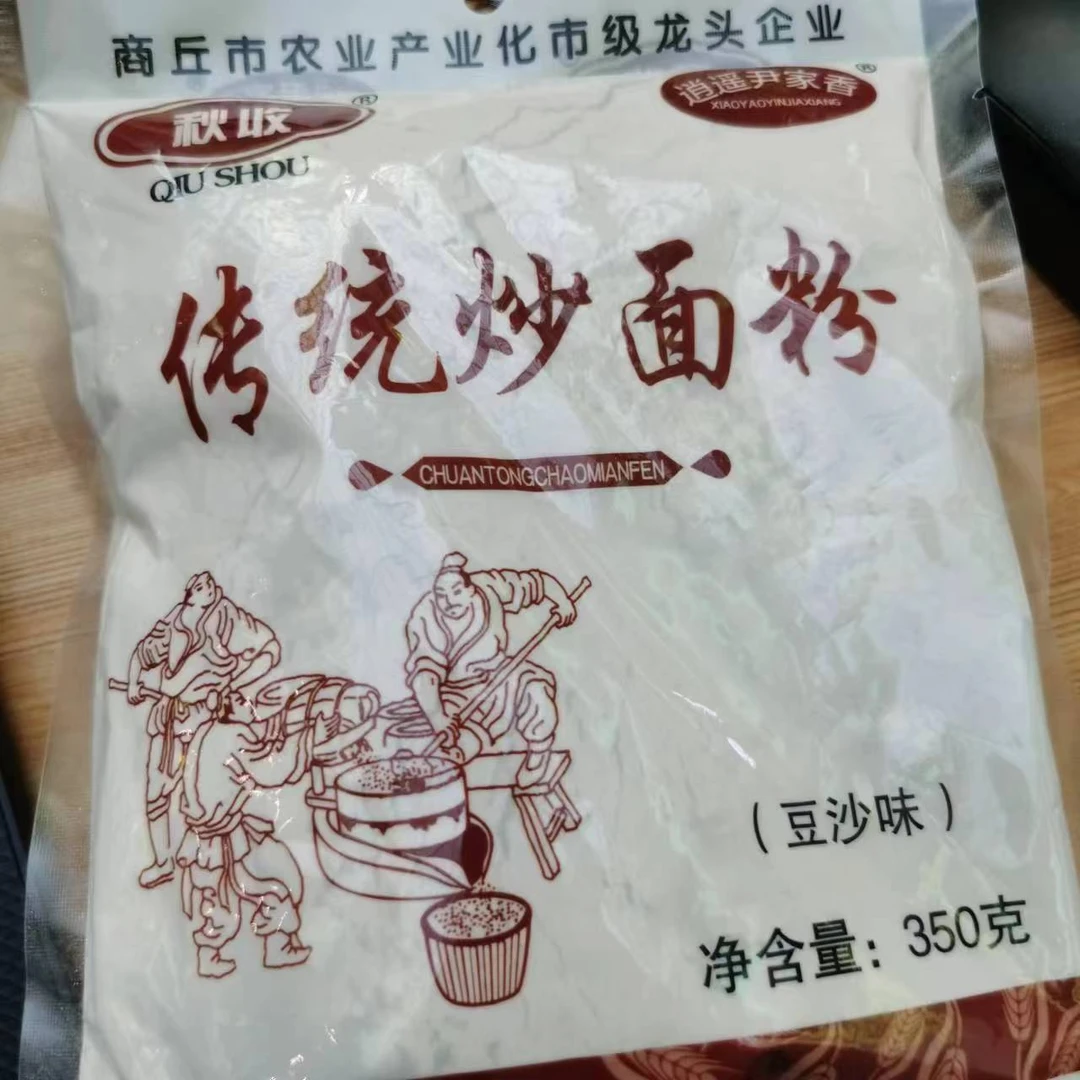 商丘市农业产业化市级龙头企业
秋收®
QIU SHOU
逍遥尹家香®
XIAOYAOYINJIAXIANG
传统炒面粉
CHUANTONGCHAOMIANFEN
（豆沙味）
净含量：350克